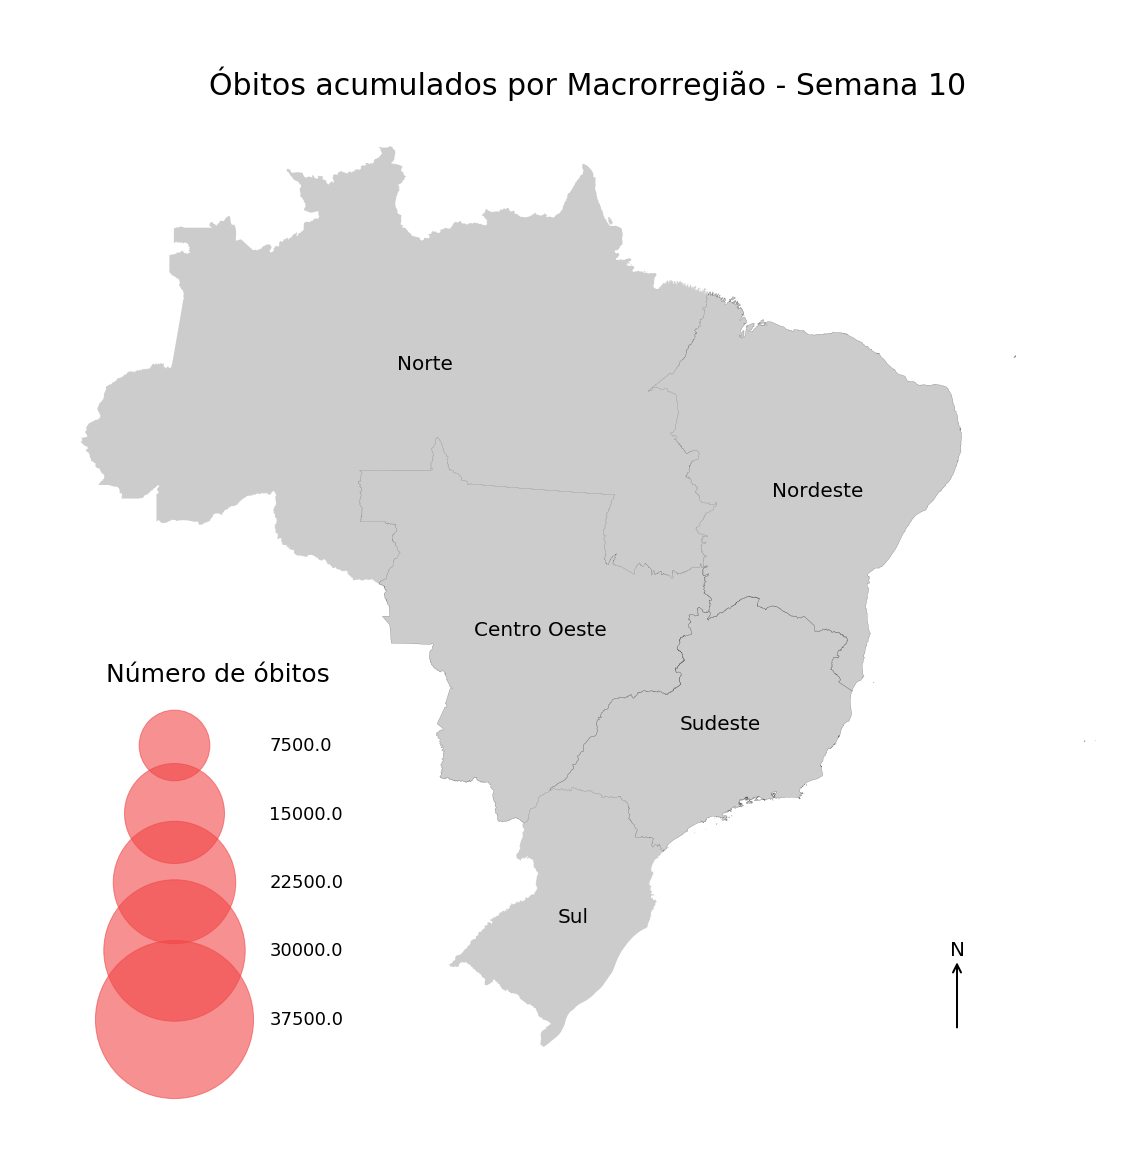 Óbitos acumulados por Macrorregião - Semana 10
Norte
Nordeste
Centro Oeste
Sudeste
Sul
Número de óbitos
7500.0
15000.0
22500.0
30000.0
37500.0
N